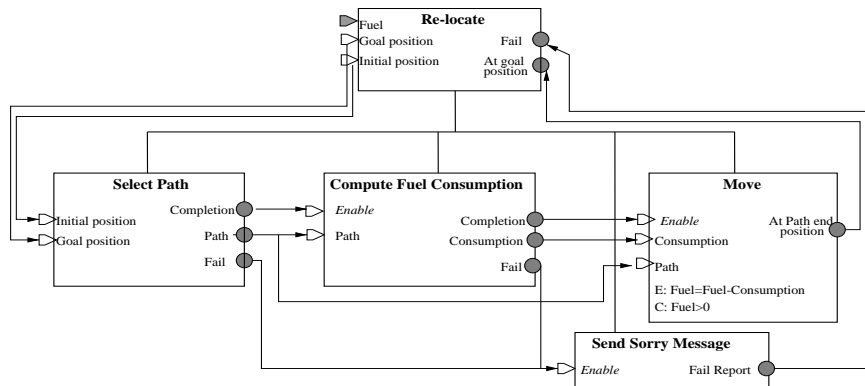 Re-locate
Fuel
Goal position
Initial position
Fail
At goal
position
Select Path
Initial position
Goal position
Completion
Path
Fail
Compute Fuel Consumption
Enable
Path
Completion
Consumption
Fail
Move
Enable
Consumption
Path
At Path end
position
E: Fuel=Fuel-Consumption
C: Fuel>0
Send Sorry Message
Enable
Fail Report